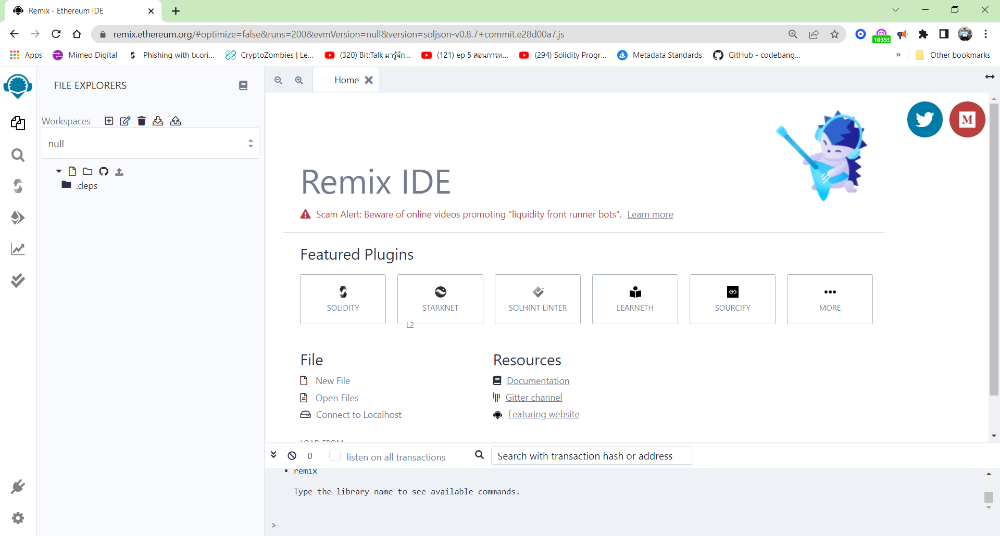 Remix - Ethereum IDE
remix.ethereum.org/#optimize=false&runs=200&evmVersion=null&version=soljson-v0.8.7+commit.e28d00a7.js
10359
Apps
Mimeo Digital
Phishing with tx.ori...
CryptoZombies | Le...
(320) Bit:Talk มารู้จัก...
(121) ep 5 สอนการท...
(294) Solidity Progr...
Metadata Standards
GitHub - codebang...
»
Other bookmarks
FILE EXPLORERS
Home
Workspaces
null
.deps
M
Remix IDE
Scam Alert: Beware of online videos promoting "liquidity front runner bots". Learn more
Featured Plugins
SOLIDITY
STARKNET
L2
SOLHINT LINTER
LEARNETH
SOURCIFY
MORE
File
New File
Open Files
Connect to Localhost
Resources
Documentation
Gitter channel
Featuring website
LOAD FROM
0
listen on all transactions
Search with transaction hash or address
• remix
Type the library name to see available commands.
>